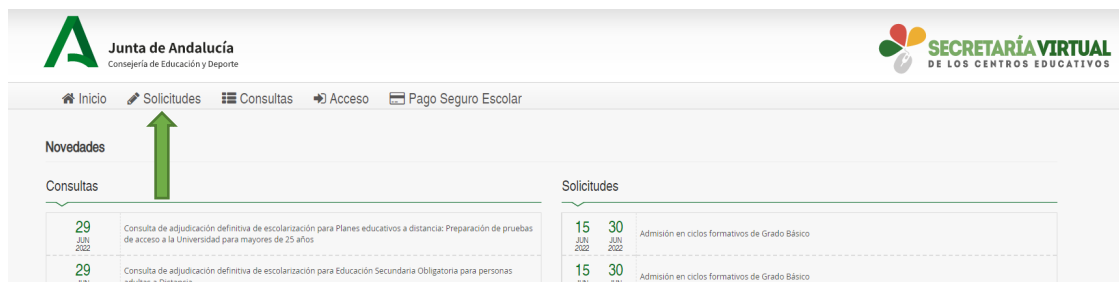 Junta de Andalucía
Consejería de Educación y Deporte
SECRETARÍA VIRTUAL
DE LOS CENTROS EDUCATIVOS
Inicio Solicitudes Consultas Acceso Pago Seguro Escolar
Novedades
Consultas
29
JUN
2022
Consulta de adjudicación definitiva de escolarización para Planes educativos a distancia: Preparación de pruebas
de acceso a la Universidad para mayores de 25 años
29
Consulta de adjudicación definitiva de escolarización para Educación Secundaria Obligatoria para personas
Solicitudes
15 30
JUN JUN
2022 2022
Admisión en ciclos formativos de Grado Básico
15 30
Admisión en ciclos formativos de Grado Básico